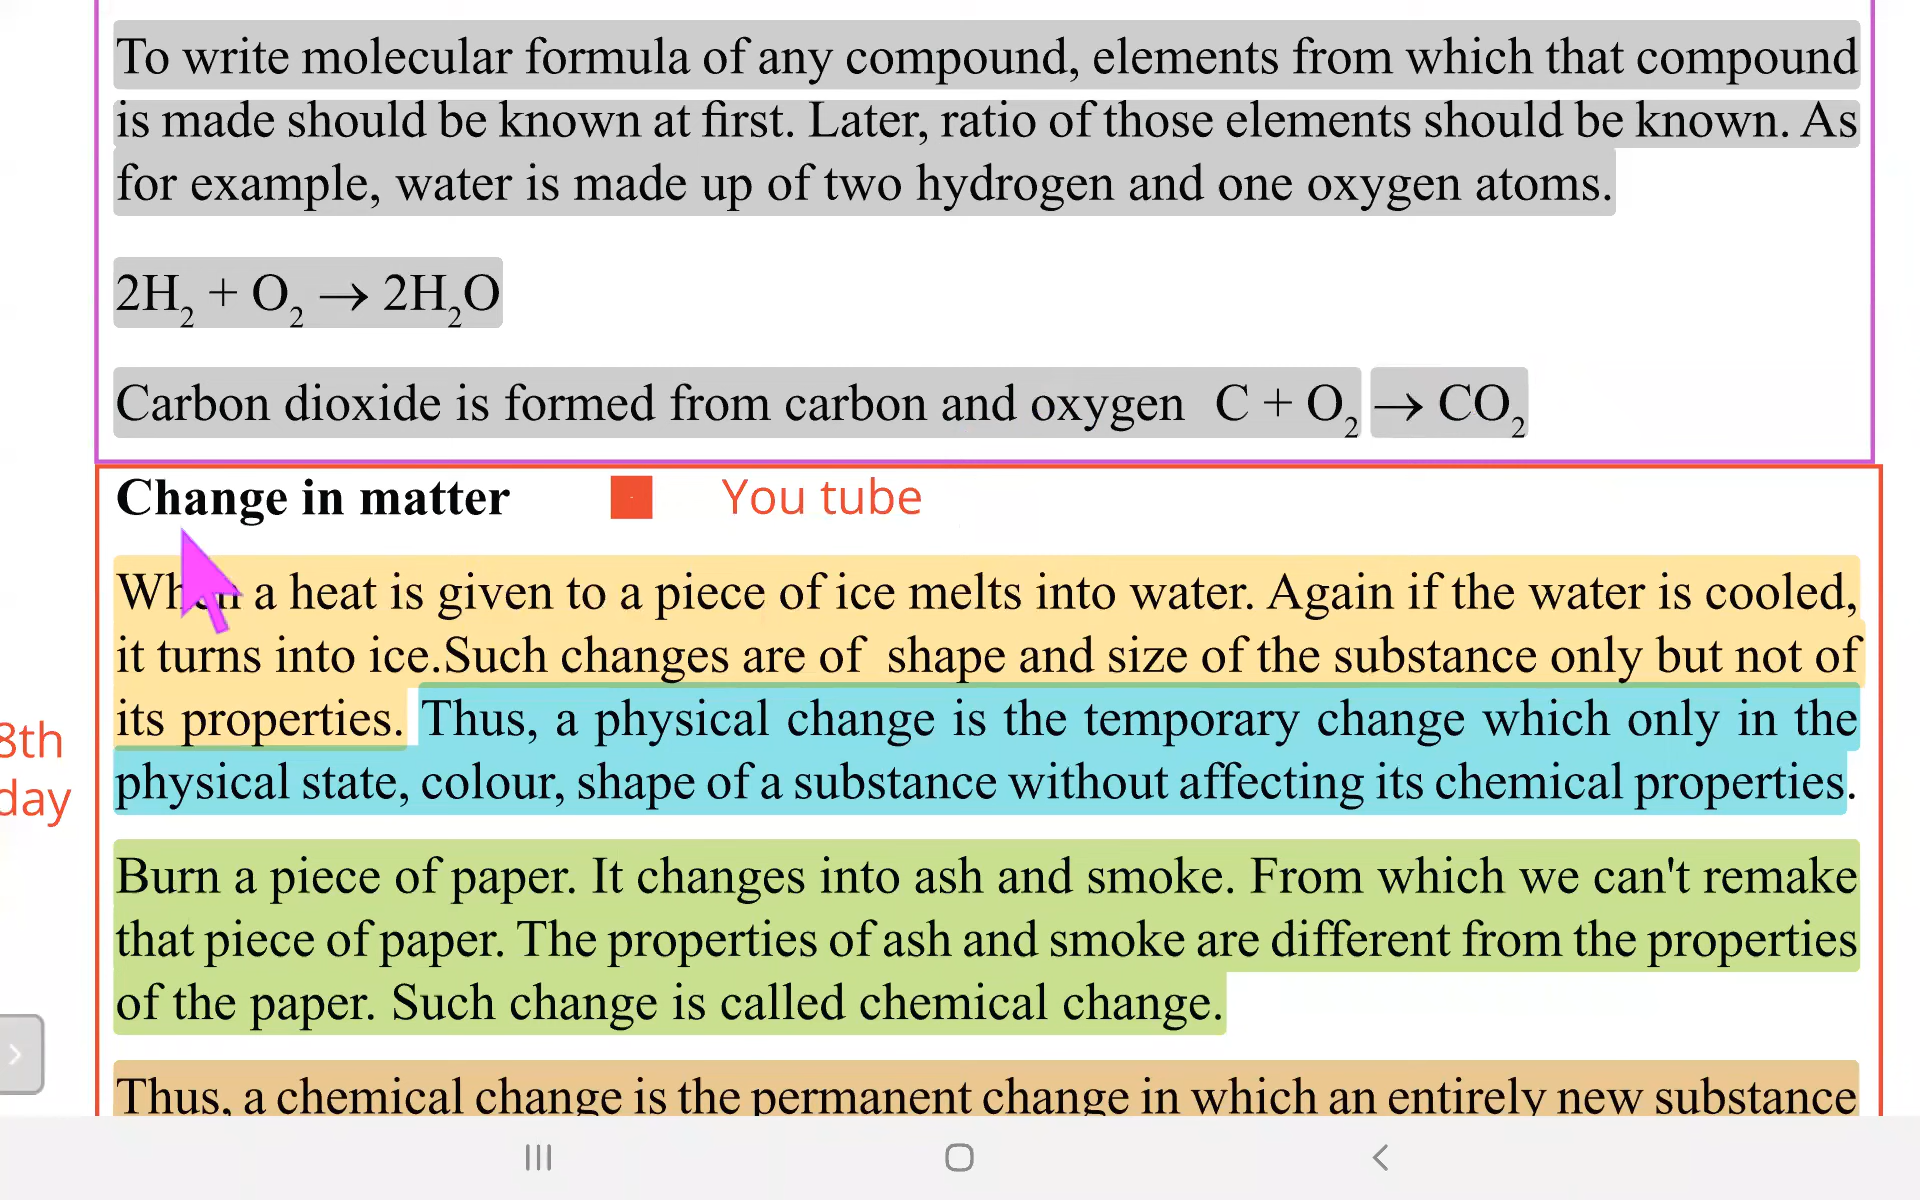 To write molecular formula of any compound, elements from which that compound
is made should be known at first. Later, ratio of those elements should be known. As
for example, water is made up of two hydrogen and one oxygen atoms.
2H₂ + O₂ → 2H₂O
Carbon dioxide is formed from carbon and oxygen C + O₂ → CO₂
Change in matter You tube
When a heat is given to a piece of ice melts into water. Again if the water is cooled,
it turns into ice.Such changes are of shape and size of the substance only but not of
its properties. Thus, a physical change is the temporary change which only in the
physical state, colour, shape of a substance without affecting its chemical properties.
8th
day
Burn a piece of paper. It changes into ash and smoke. From which we can't remake
that piece of paper. The properties of ash and smoke are different from the properties
of the paper. Such change is called chemical change.
Thus, a chemical change is the permanent change in which an entirely new substance